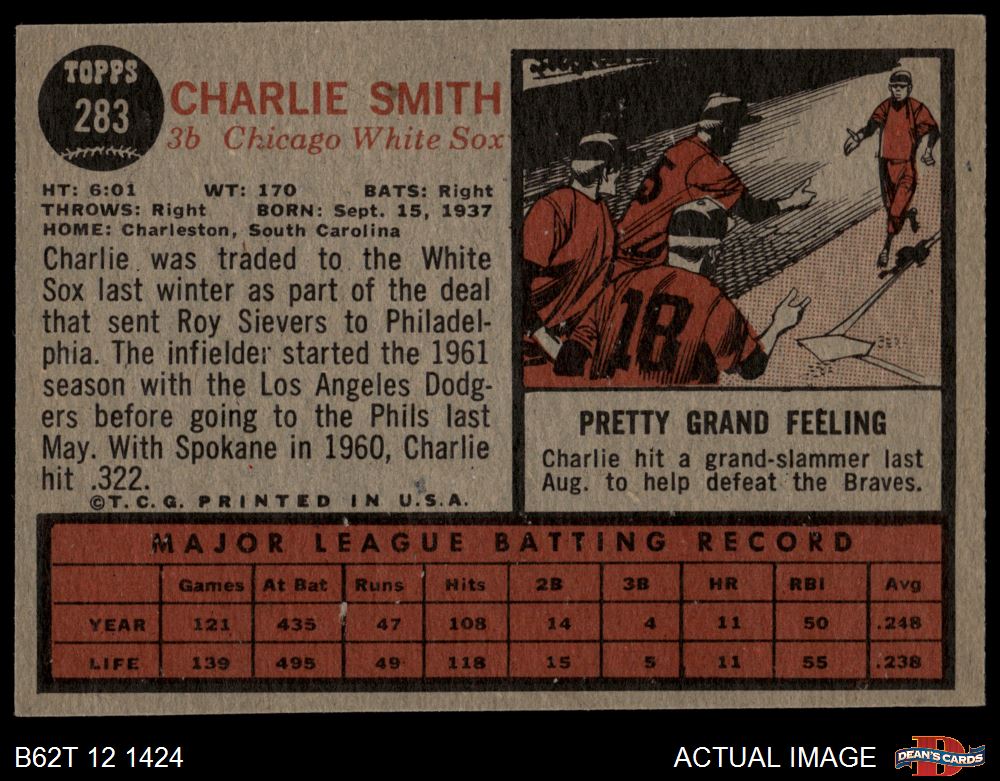 TOPPS
283
CHARLIE SMITH
3b Chicago White Sox
HT: 6:01 WT: 170 BATS: Right
THROWS: Right BORN: Sept. 15, 1937
HOME: Charleston, South Carolina
Charlie was traded to the White
Sox last winter as part of the deal
that sent Roy Sievers to Philadel-
phia. The infielder started the 1961
season with the Los Angeles Dodg-
ers before going to the Phils last
May. With Spokane in 1960, Charlie
hit .322.
©T.C.G. PRINTED IN U.S.A.
5
18
PRETTY GRAND FEELING
Charlie hit a grand-slammer last
Aug. to help defeat the Braves.
MAJOR LEAGUE BATTING RECORD
Games At Bat Runs Hits 2B 3B HR RBI Avg
YEAR 121 435 47 108 14 4 11 50 .248
LIFE 139 495 49 118 15 5 11 55 .238
B62T 12 1424
ACTUAL IMAGE
D
DEAN'S CARDS